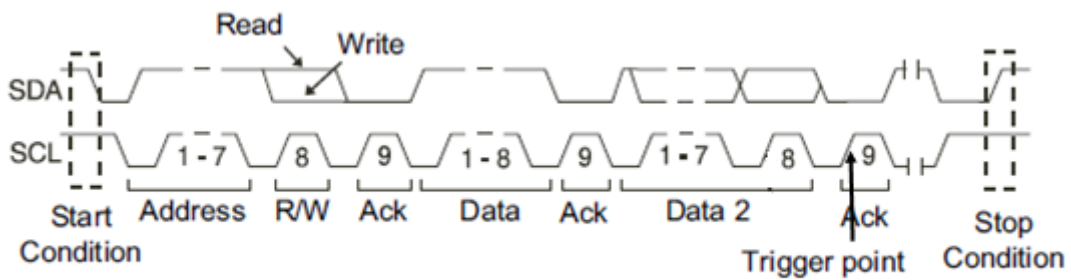 Read
Write
SDA
SCL
1 - 7 8 9 1 - 8 9 1 - 7 8 9
Start Condition
Address R/W Ack Data Ack Data 2 Ack
Trigger point
Stop Condition